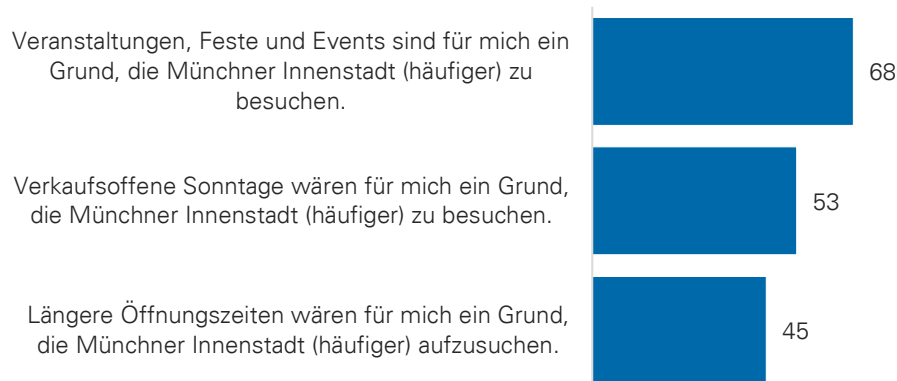 Veranstaltungen, Feste und Events sind für mich ein
Grund, die Münchner Innenstadt (häufiger) zu
besuchen.
68
Verkaufsoffene Sonntage wären für mich ein Grund,
die Münchner Innenstadt (häufiger) zu besuchen.
53
Längere Öffnungszeiten wären für mich ein Grund,
die Münchner Innenstadt (häufiger) aufzusuchen.
45